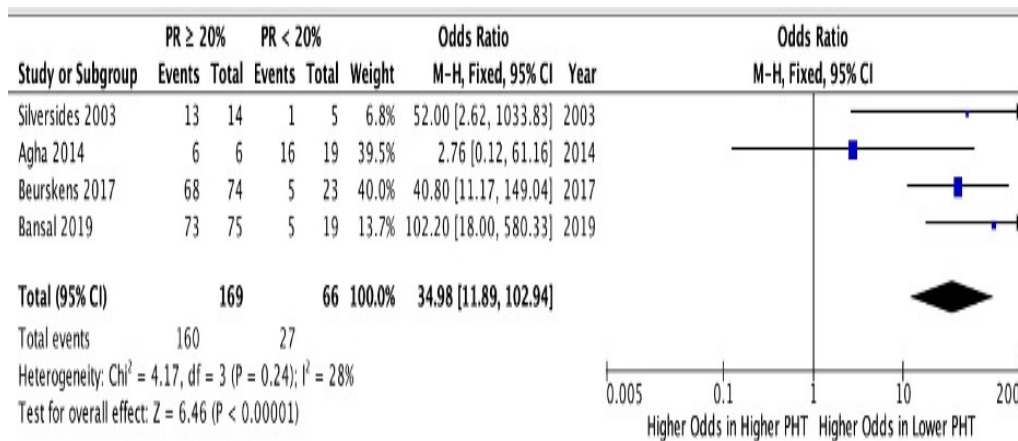 PR ≥ 20% PR < 20% Odds Ratio Odds Ratio
Study or Subgroup Events Total Events Total Weight M-H, Fixed, 95% CI Year M-H, Fixed, 95% CI
Silversides 2003 13 14 1 5 6.8% 52.00 [2.62, 1033.83] 2003
Agha 2014 6 6 16 19 39.5% 2.76 [0.12, 61.16] 2014
Beurskens 2017 68 74 5 23 40.0% 40.80 [11.17, 149.04] 2017
Bansal 2019 73 75 5 19 13.7% 102.20 [18.00, 580.33] 2019
Total (95% CI) 169 66 100.0% 34.98 [11.89, 102.94]
Total events 160 27
Heterogeneity: Chi² = 4.17, df = 3 (P = 0.24); I² = 28%
Test for overall effect: Z = 6.46 (P < 0.00001)
0.005 0.1 1 10 200
Higher Odds in Higher PHT Higher Odds in Lower PHT